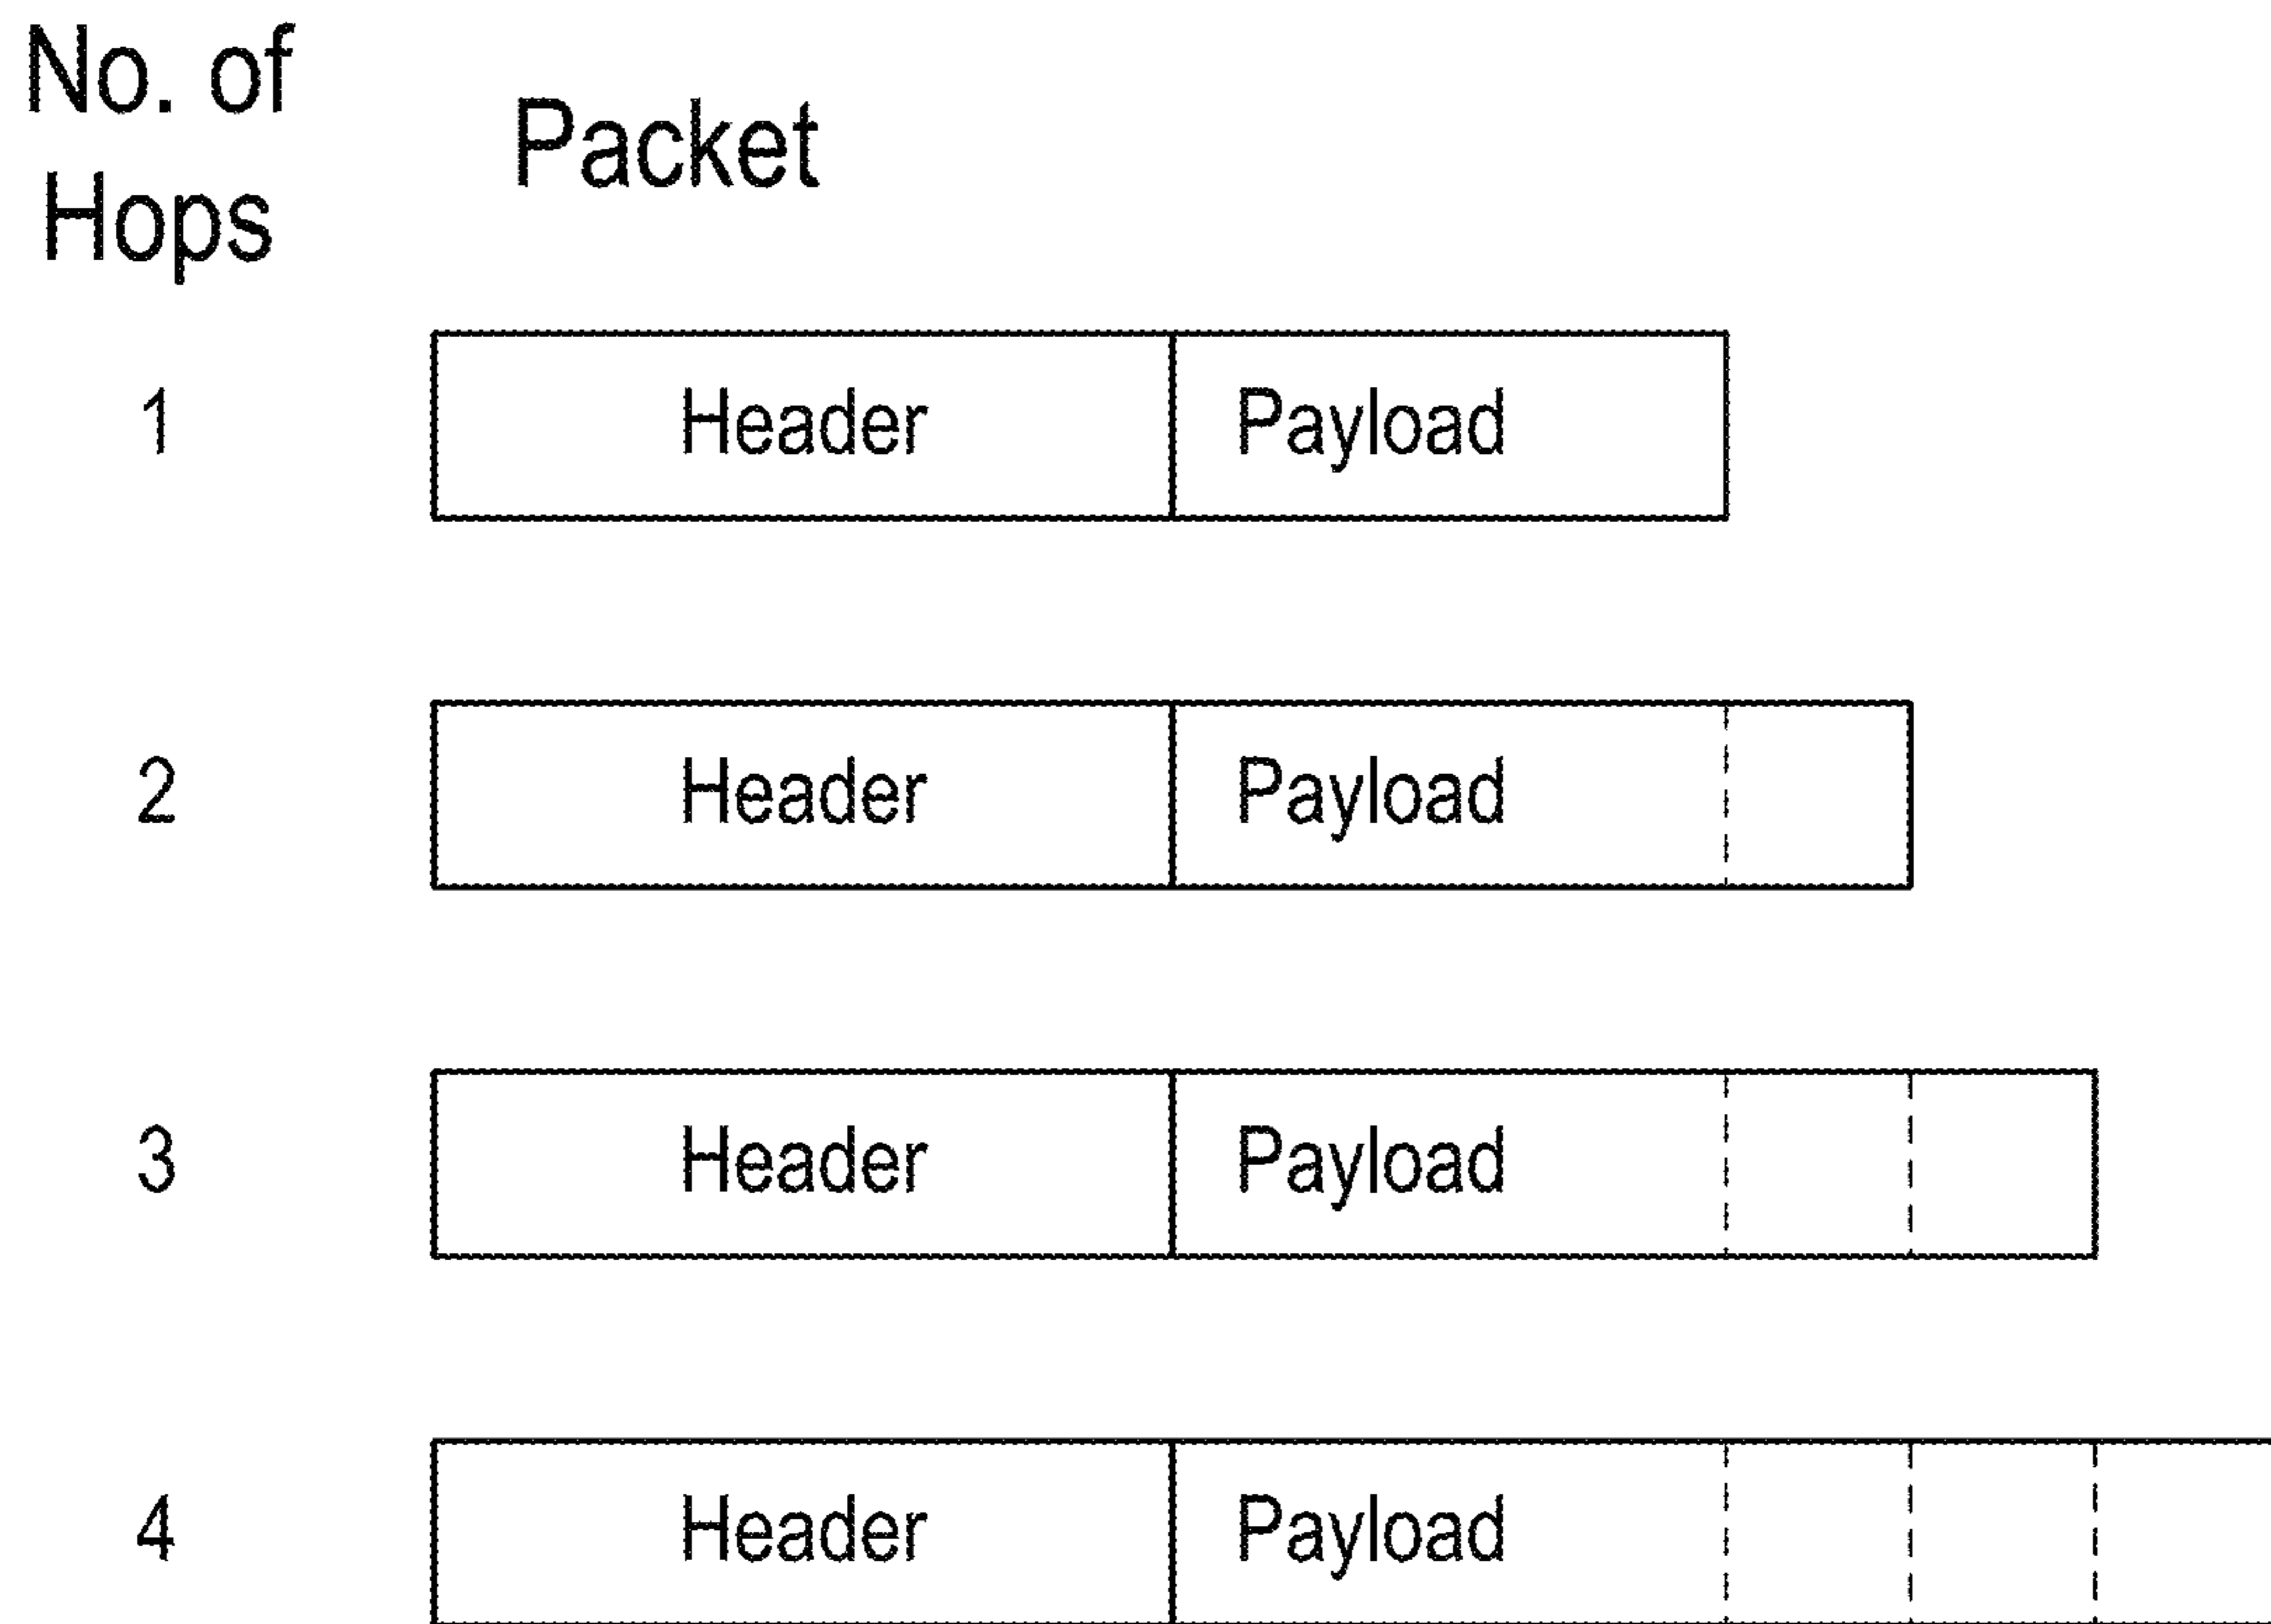 No. of
Hops
Packet
1 Header Payload
2 Header Payload
3 Header Payload
4 Header Payload